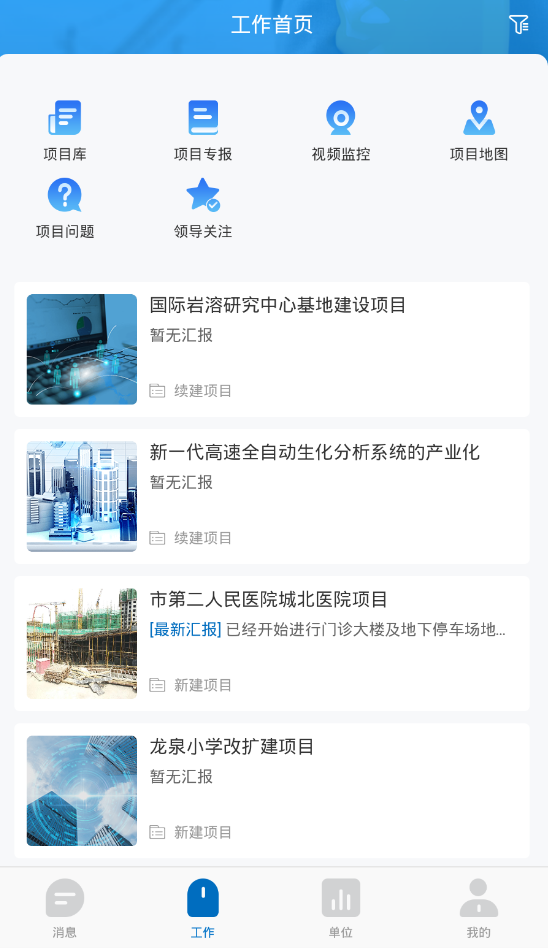 工作首页
项目库
项目专报
视频监控
项目地图
项目问题
领导关注
国际岩溶研究中心基地建设项目
暂无汇报
续建项目
新一代高速全自动生化分析系统的产业化
暂无汇报
续建项目
市第二人民医院城北医院项目
[最新汇报] 已经开始进行门诊大楼及地下停车场地...
新建项目
龙泉小学改扩建项目
暂无汇报
新建项目
消息
工作
单位
我的